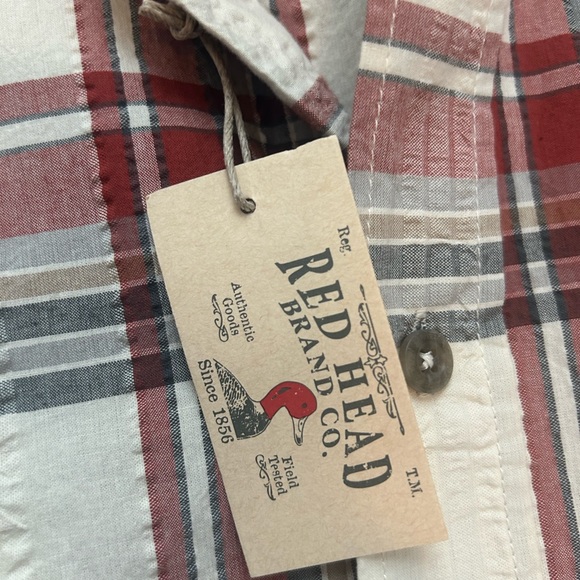 Reg.
RED HEAD
BRAND CO.
T.M.
Authentic
Goods
Since 1856
Field
Tested